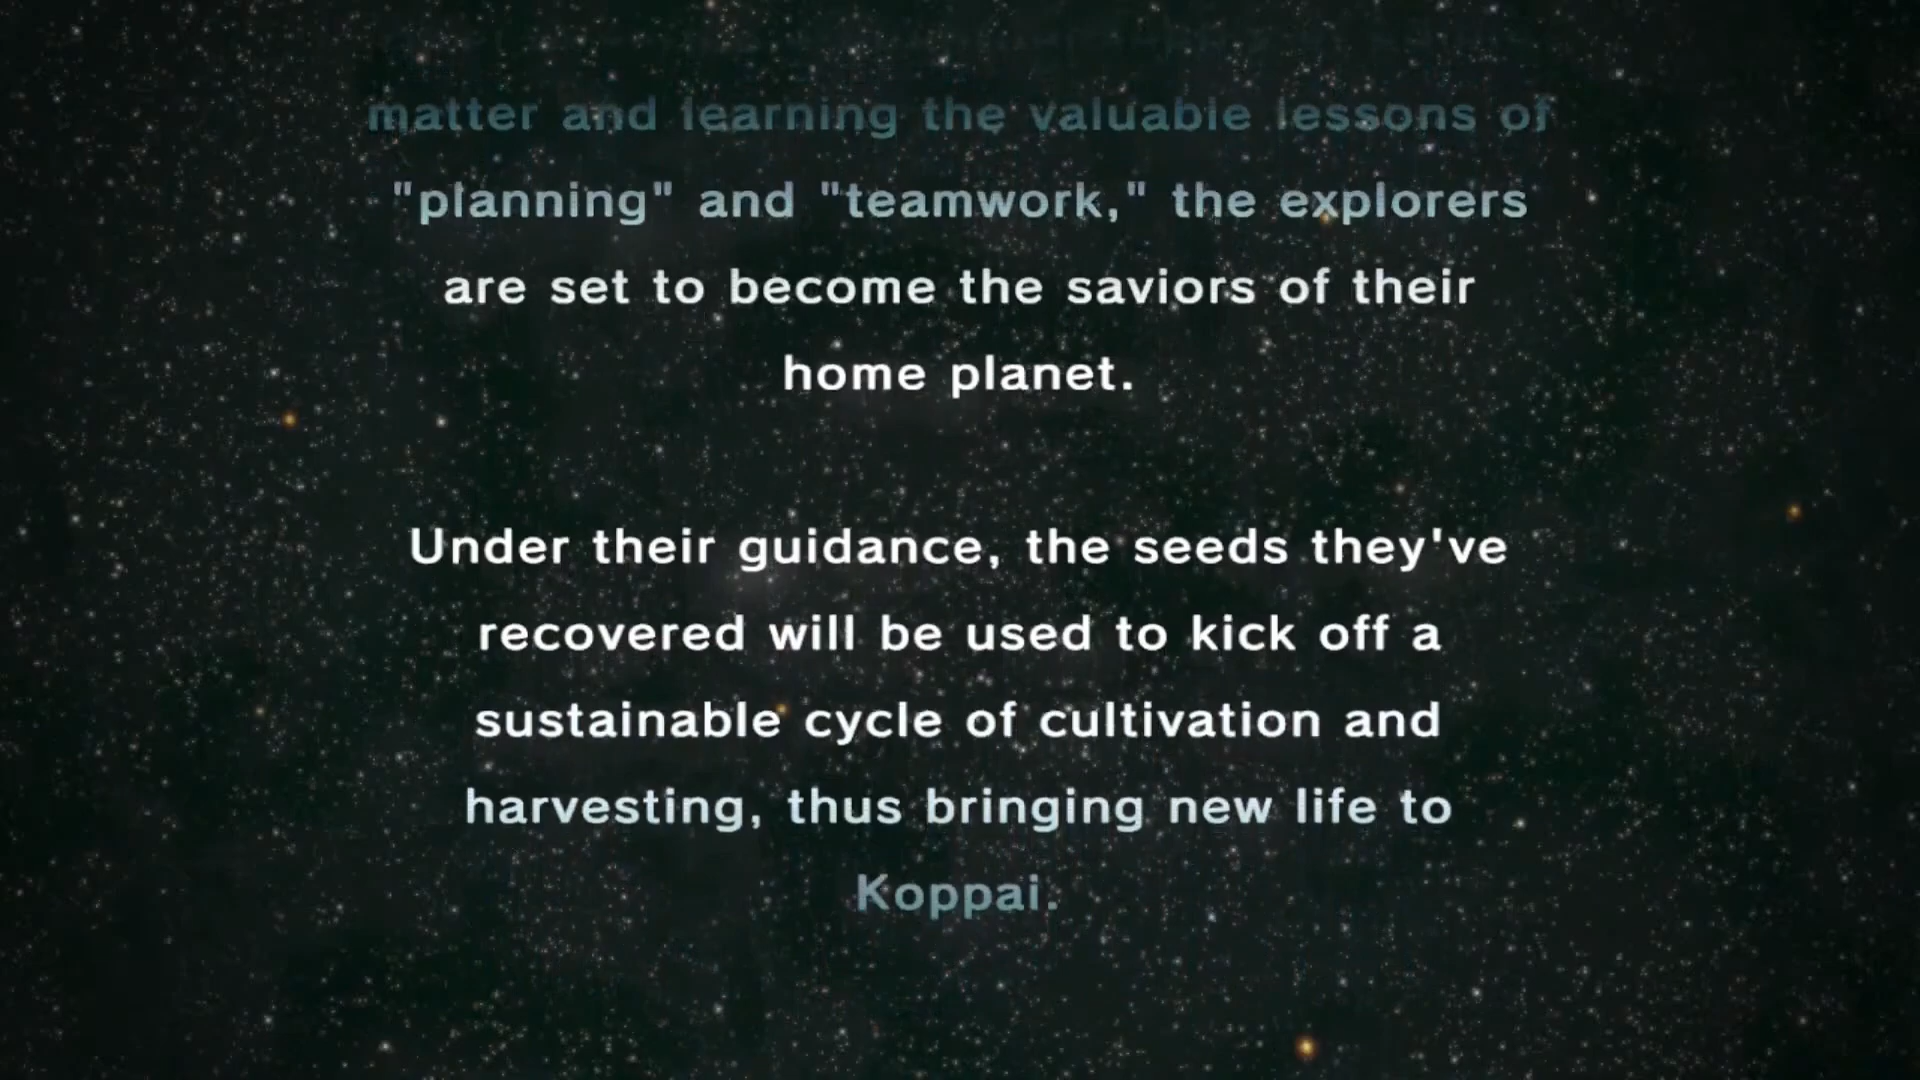 matter and learning the valuable lessons of
"planning" and "teamwork," the explorers
are set to become the saviors of their
home planet.
Under their guidance, the seeds they've
recovered will be used to kick off a
sustainable cycle of cultivation and
harvesting, thus bringing new life to
Koppai.